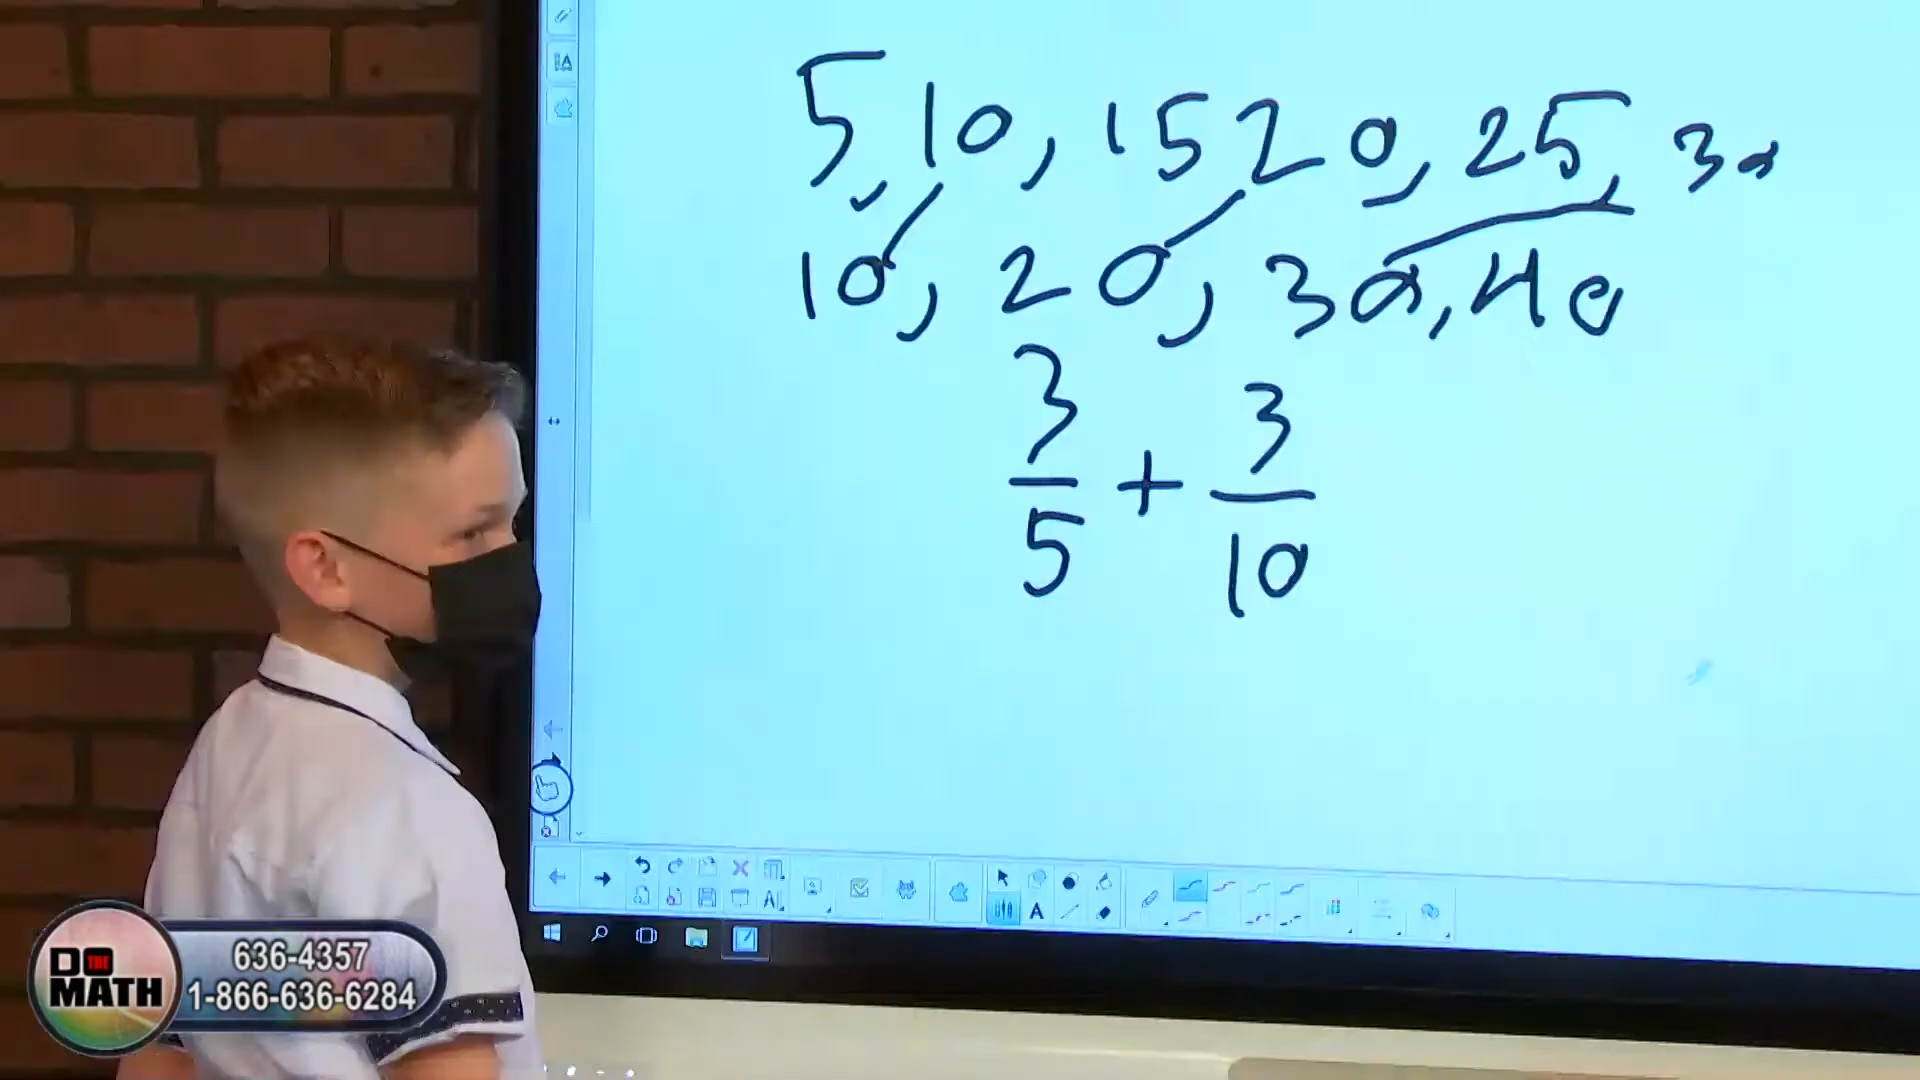 5, 10, 15 20, 25, 30
10, 20, 30, 40
3/5 + 3/10
DO THE MATH
636-4357
1-866-636-6284